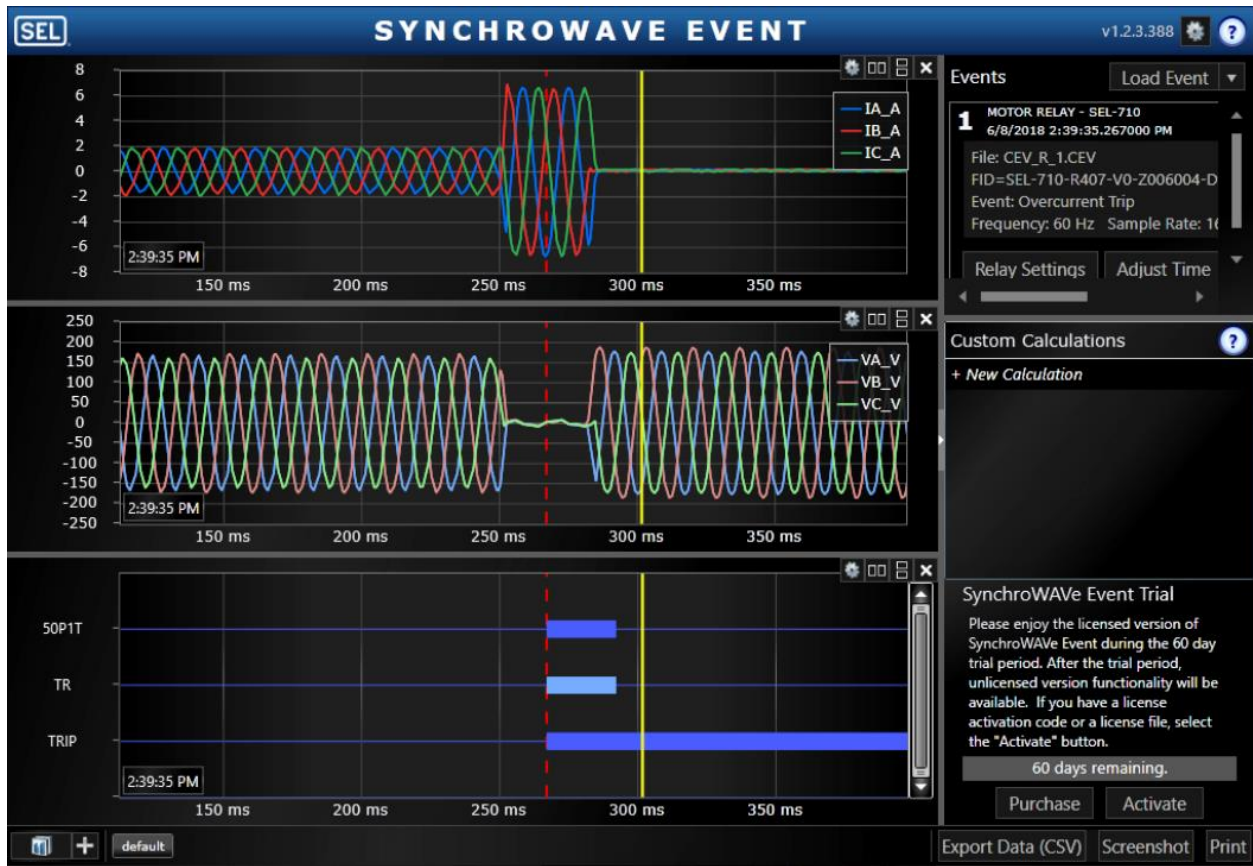 SEL
SYNCHROWAVE EVENT
v1.2.3.388
?
8
6
4
2
0
-2
-4
-6
-8
IA_A
IB_A
IC_A
2:39:35 PM
150 ms
200 ms
250 ms
300 ms
350 ms
250
200
150
100
50
0
-50
-100
-150
-200
-250
VA_V
VB_V
VC_V
2:39:35 PM
150 ms
200 ms
250 ms
300 ms
350 ms
50P1T
TR
TRIP
2:39:35 PM
150 ms
200 ms
250 ms
300 ms
350 ms
default
Events
Load Event
1
MOTOR RELAY - SEL-710
6/8/2018 2:39:35.267000 PM
File: CEV_R_1.CEV
FID=SEL-710-R407-V0-Z006004-D
Event: Overcurrent Trip
Frequency: 60 Hz Sample Rate: 16
Relay Settings
Adjust Time
Custom Calculations
?
+ New Calculation
SynchroWAVe Event Trial
Please enjoy the licensed version of
SynchroWAVe Event during the 60 day
trial period. After the trial period,
unlicensed version functionality will be
available. If you have a license
activation code or a license file, select
the "Activate" button.
60 days remaining.
Purchase
Activate
Export Data (CSV)
Screenshot
Print